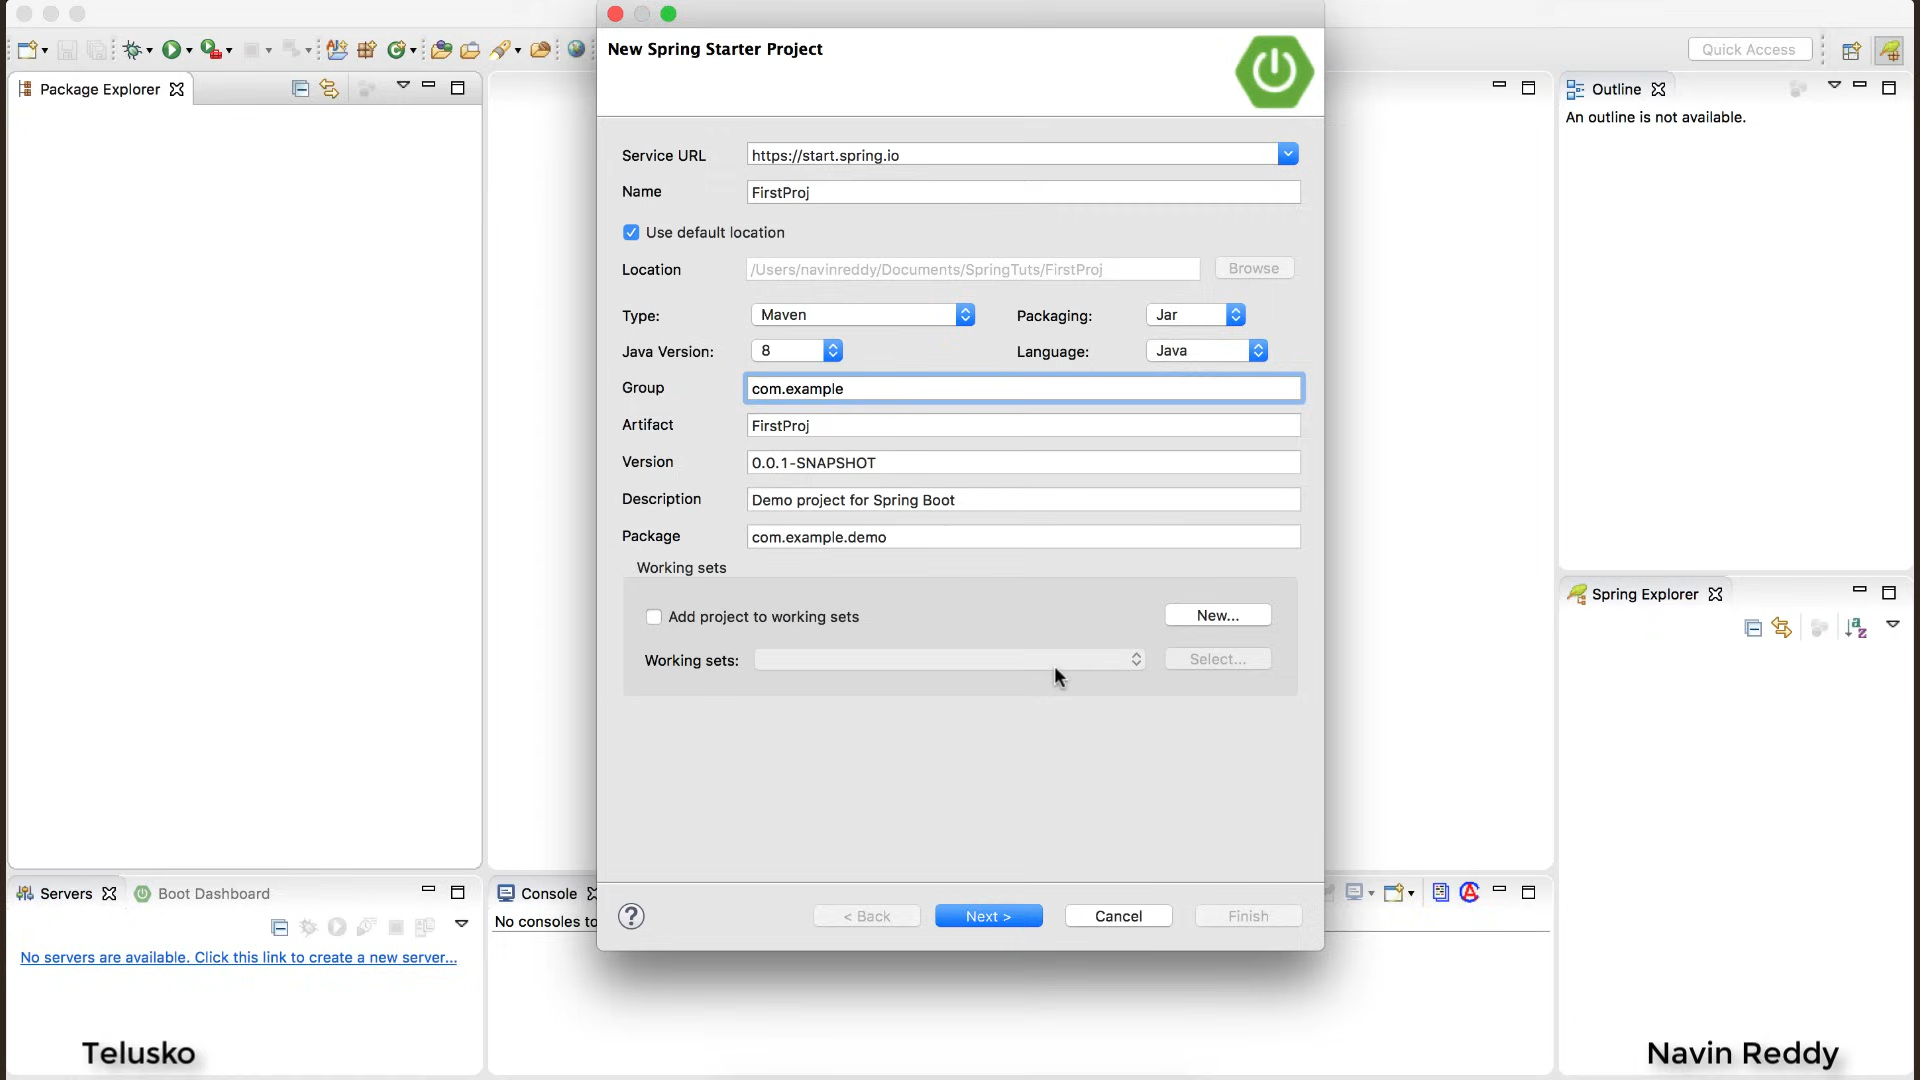 New Spring Starter Project
Quick Access
Package Explorer
Outline
An outline is not available.
Service URL
https://start.spring.io
Name
FirstProj
Use default location
Location
/Users/navinreddy/Documents/SpringTuts/FirstProj
Browse
Type:
Maven
Packaging:
Jar
Java Version:
8
Language:
Java
Group
com.example
Artifact
FirstProj
Version
0.0.1-SNAPSHOT
Description
Demo project for Spring Boot
Package
com.example.demo
Working sets
Add project to working sets
New...
Working sets:
Select...
Spring Explorer
Servers
Boot Dashboard
No servers are available. Click this link to create a new server...
Console
No consoles to
< Back
Next >
Cancel
Finish
Telusko
Navin Reddy